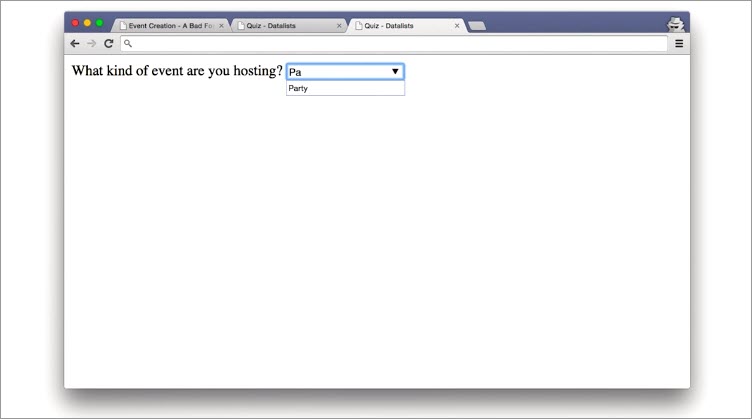 Event Creation - A Bad Fo
Quiz - Datalists
Quiz - Datalists
What kind of event are you hosting? Pa
Party